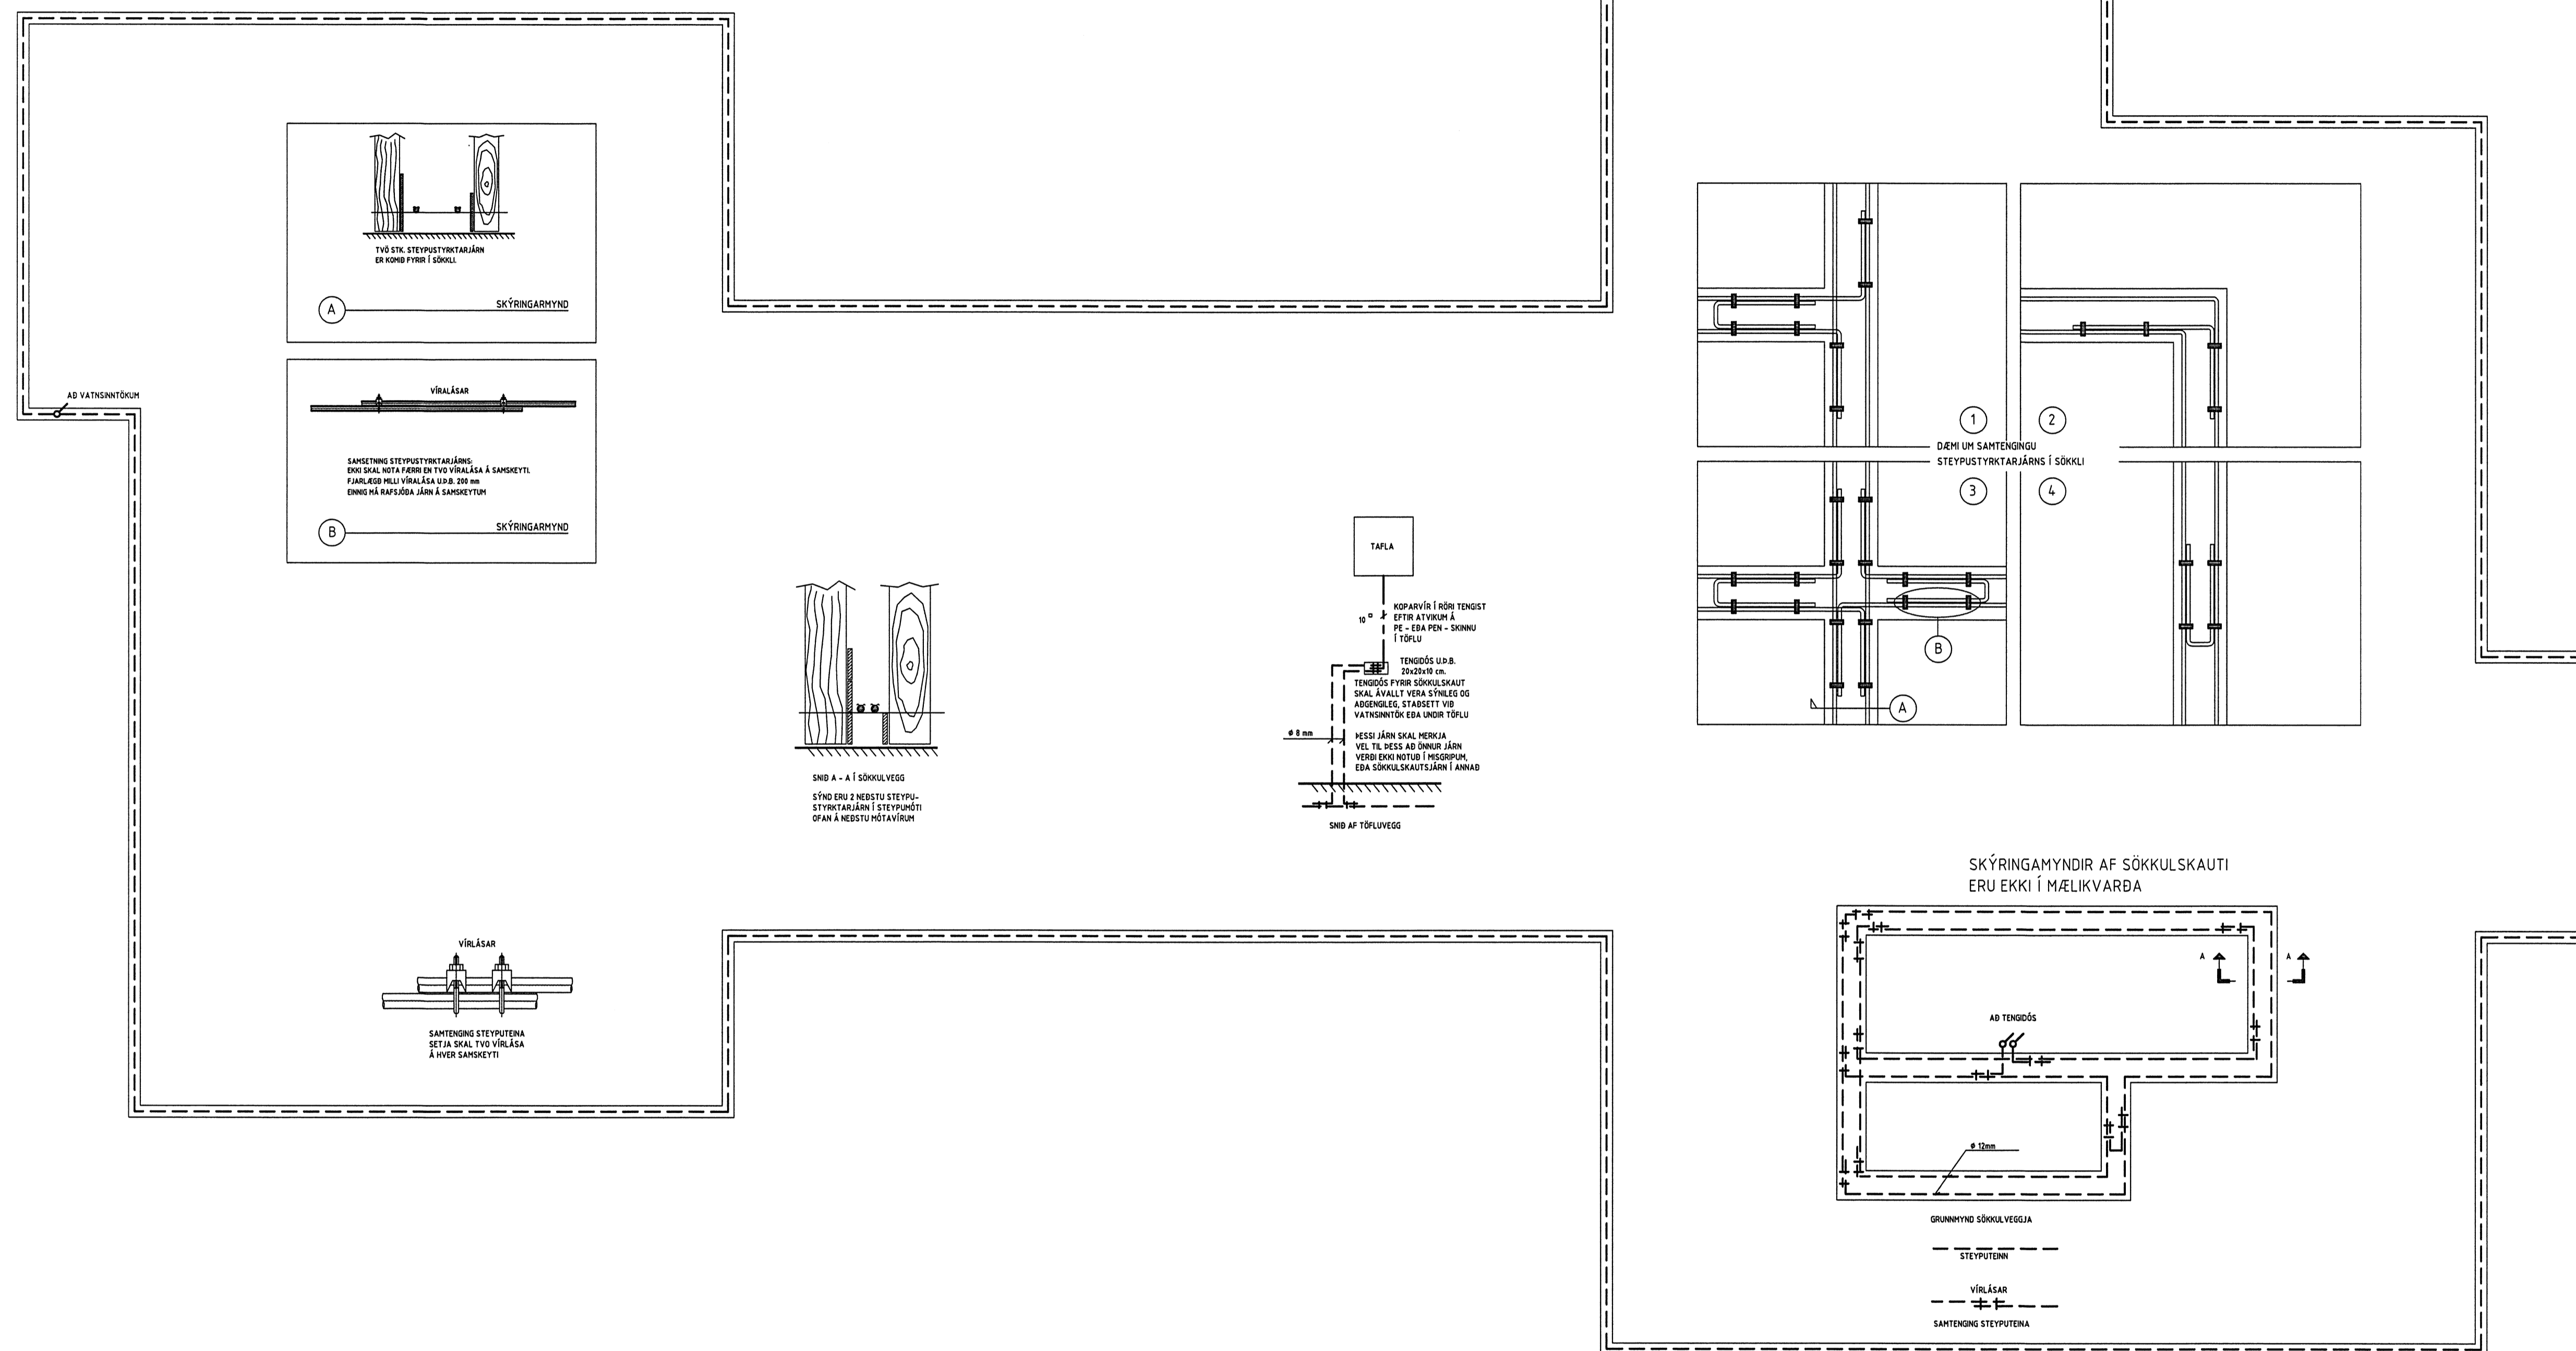 TVÖ STK. STEYPUSTYRKTARJÁRN
ER KOMIÐ FYRIR Í SÖKKLI.
A
SKÝRINGARMYND
AÐ VATNSINNTÖKUM
VÍRALÁSAR
SAMSETNING STEYPUSTYRKTARJÁRNS:
EKKI SKAL NOTA FÆRRI EN TVO VÍRALÁSA Á SAMSKEYTI.
FJARLÆGÐ MILLI VÍRALÁSA U.Þ.B. 200 mm
EINNIG MÁ RAFSJÓÐA JÁRN Á SAMSKEYTUM
B
SKÝRINGARMYND
SNIÐ A - A Í SÖKKULVEGG
SÝND ERU 2 NEÐSTU STEYPU-
STYRKTARJÁRN Í STEYPUMÓTI
OFAN Á NEÐSTU MÓTAVÍRUM
VÍRLÁSAR
SAMTENGING STEYPUTEINA
SETJA SKAL TVO VÍRLÁSA
Á HVER SAMSKEYTI
TAFLA
10
KOPARVÍR Í RÖRI TENGIST
EFTIR ATVIKUM Á
PE - EÐA PEN - SKINNU
Í TÖFLU
TENGIDÓS U.Þ.B.
20x20x10 cm.
TENGIDÓS FYRIR SÖKKULSKAUT
SKAL ÁVALLT VERA SÝNILEG OG
AÐGENGILEG, STAÐSETT VIÐ
VATNSINNTÖK EÐA UNDIR TÖFLU
ø 8 mm
ÞESSI JÁRN SKAL MERKJA
VEL TIL ÞESS AÐ ÖNNUR JÁRN
VERÐI EKKI NOTUÐ Í MISGRIPUM,
EÐA SÖKKULSKAUTSJÁRN Í ANNAÐ
SNIÐ AF TÖFLUVEGG
1
2
DÆMI UM SAMTENGINGU
STEYPUSTYRKTARJÁRNS Í SÖKKLI
3
4
B
A
SKÝRINGAMYNDIR AF SÖKKULSKAUTI
ERU EKKI Í MÆLIKVARÐA
A
A
AÐ TENGIDÓS
ø 12mm
GRUNNMYND SÖKKULVEGGJA
STEYPUTEINN
VÍRLÁSAR
SAMTENGING STEYPUTEINA